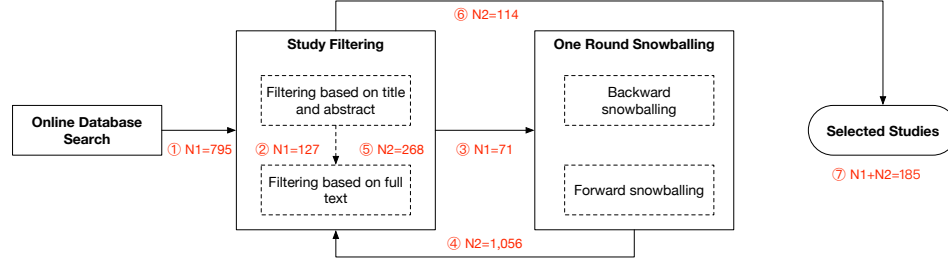 ⑥ N2=114
Study Filtering
One Round Snowballing
Filtering based on title
and abstract
Backward
snowballing
Online Database
Search
Selected Studies
① N1=795
② N1=127
⑤ N2=268
③ N1=71
⑦ N1+N2=185
Filtering based on full
text
Forward snowballing
④ N2=1,056